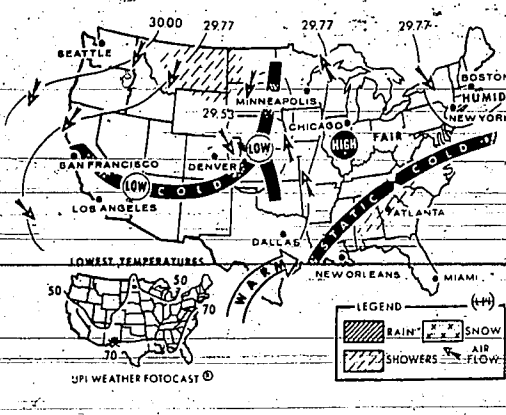 30.00 29.77 29.77 29.77
SEATTLE
BOSTON
MINNEAPOLIS
HUMID
29.53
NEW YORK
CHICAGO
LOW
HIGH
FAIR
SAN FRANCISCO
DENVER
LOW
COLD
COLD
LOS ANGELES
STATIC
ATLANTA
DALLAS
LOWEST TEMPERATURES
WARM
NEW ORLEANS
MIAMI
50
50
70
70
LEGEND
RAIN
SNOW
SHOWERS
AIR FLOW
UPI WEATHER FOTOCAST ®